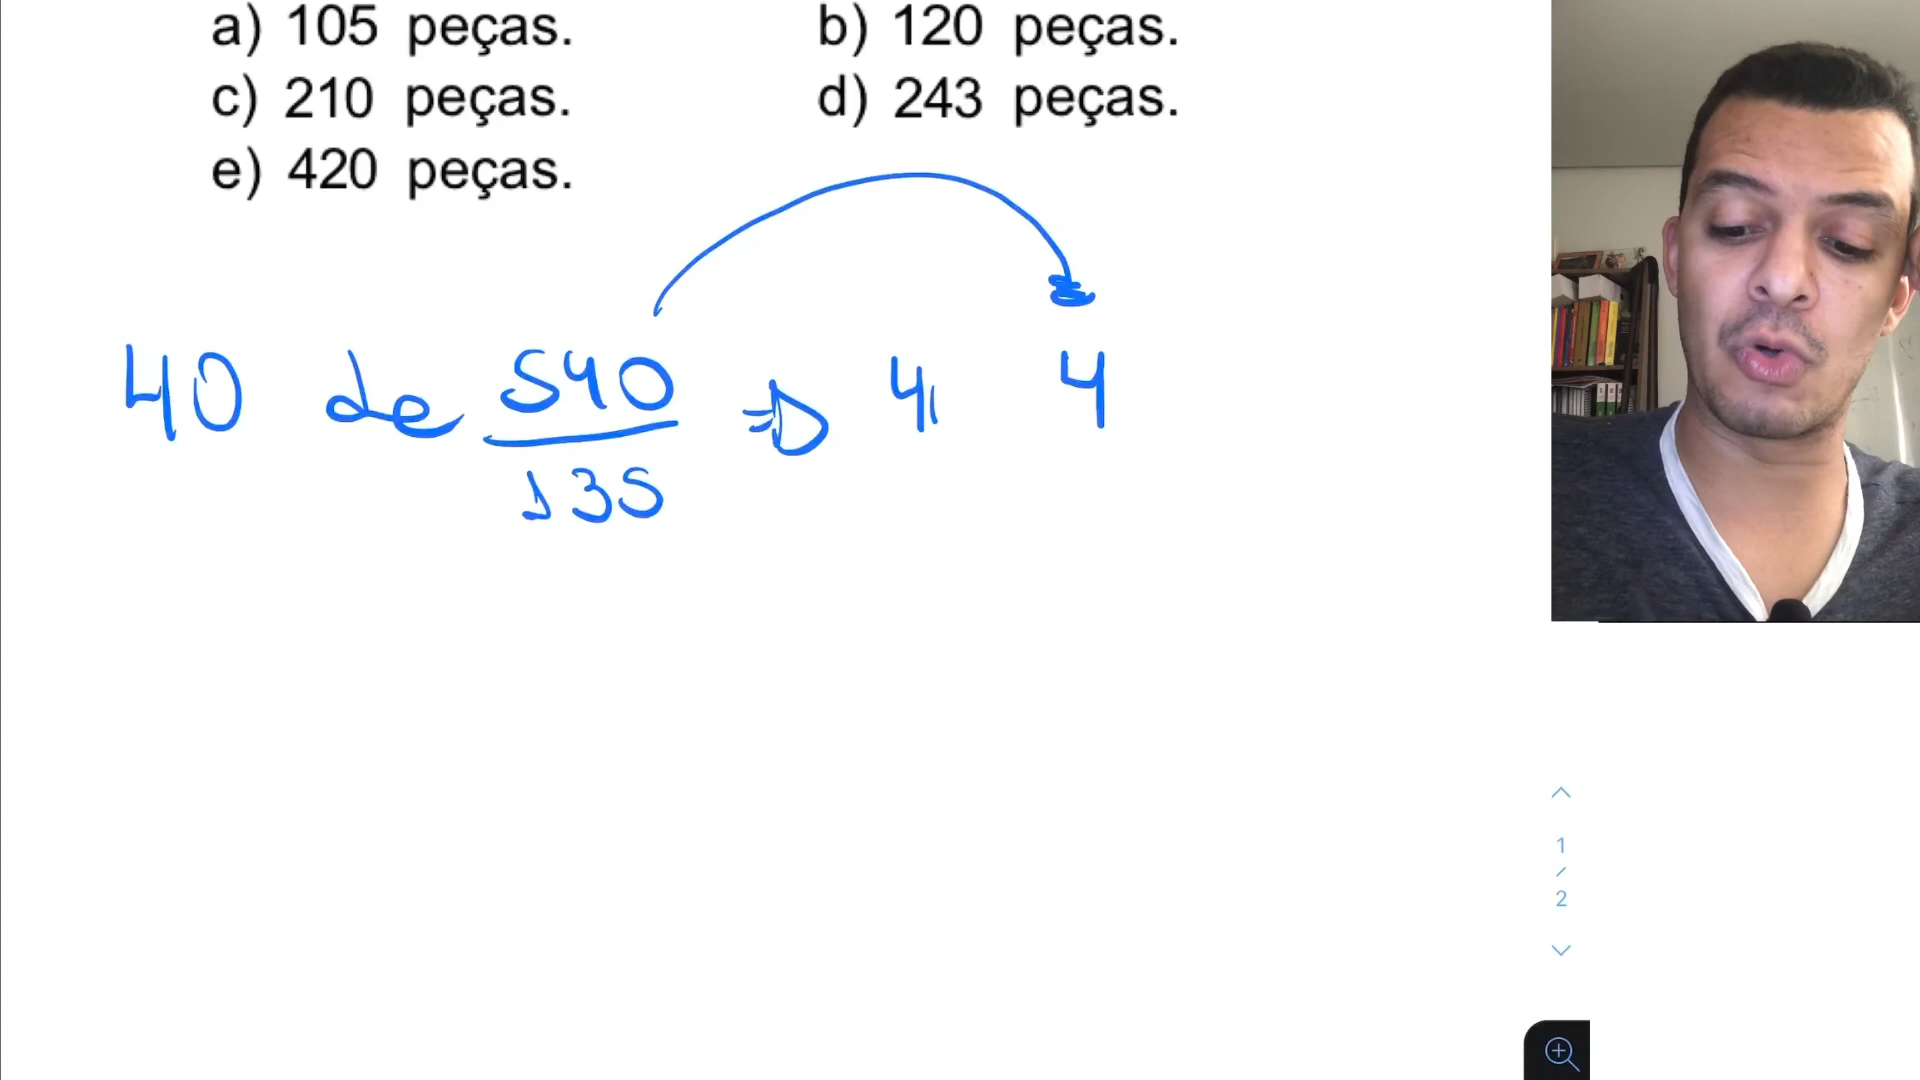 a) 105 peças. b) 120 peças.
c) 210 peças. d) 243 peças.
e) 420 peças.
40 de 540 => 4 4
135
1
/
2